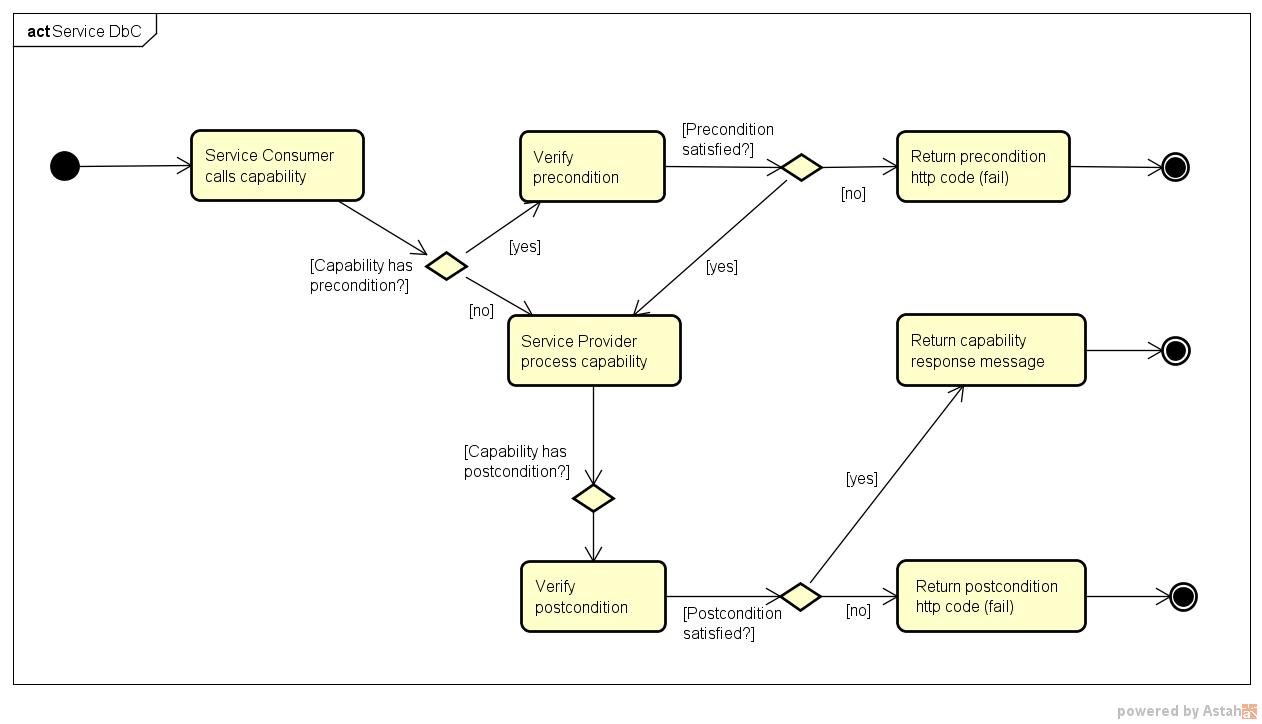 act Service DbC
Service Consumer
calls capability
Verify
precondition
[Precondition
satisfied?]
Return precondition
http code (fail)
[no]
[Capability has
precondition?]
[yes]
[no]
[yes]
Service Provider
process capability
Return capability
response message
[Capability has
postcondition?]
[yes]
Verify
postcondition
[Postcondition
satisfied?]
[no]
Return postcondition
http code (fail)
powered by Astah